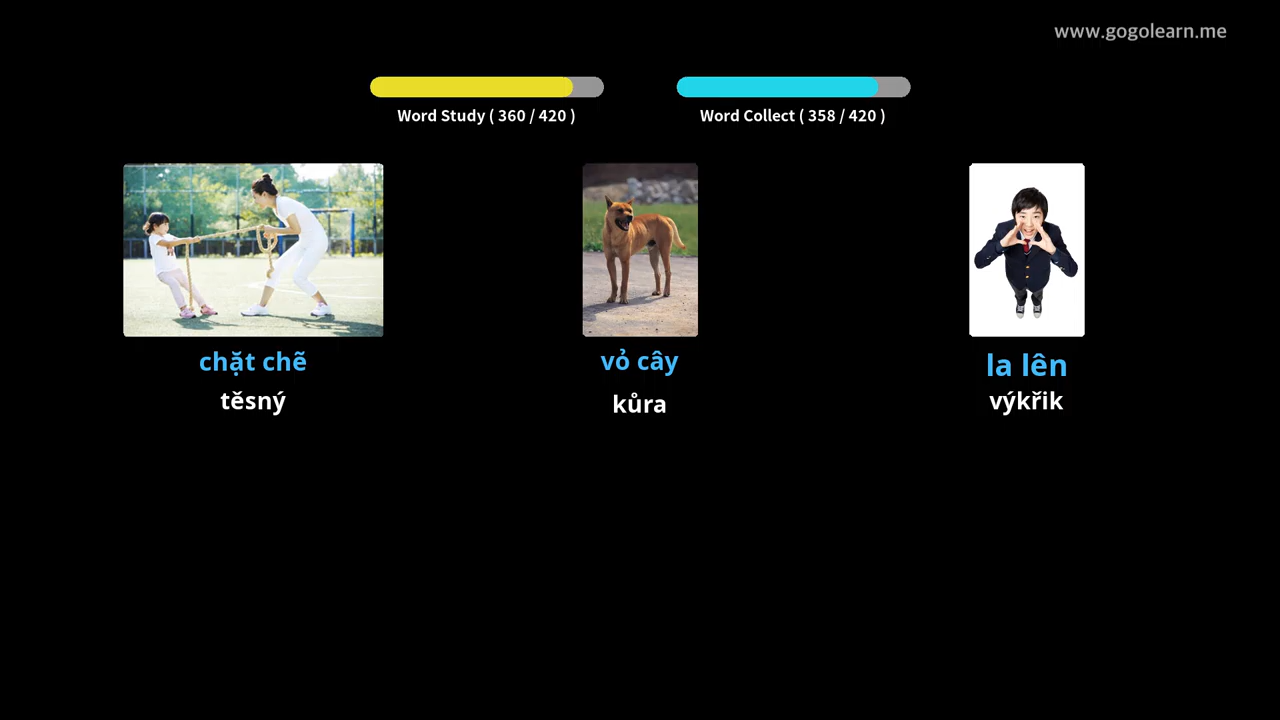 www.gogolearn.me
Word Study ( 360 / 420 )
Word Collect ( 358 / 420 )
chặt chẽ
vỏ cây
la lên
těsný
kůra
výkřik